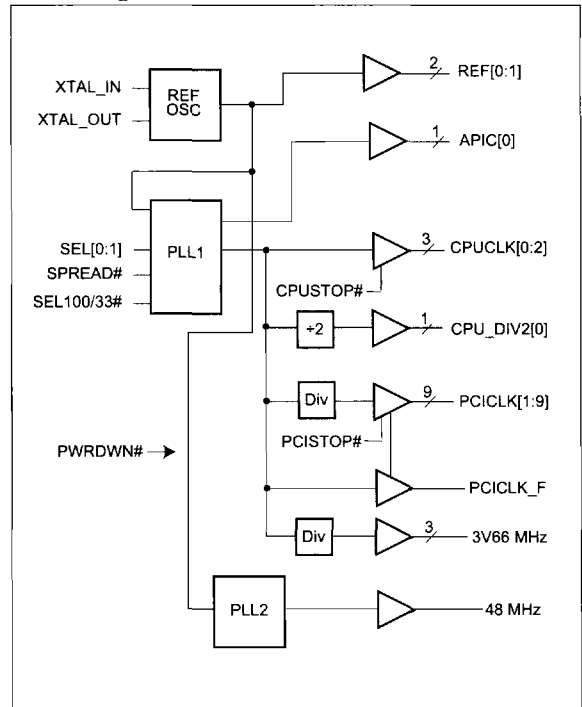 XTAL_IN
XTAL_OUT
REF
OSC
2
REF[0:1]
1
APIC[0]
SEL[0:1]
SPREAD#
SEL100/33#
PLL1
3
CPUCLK[0:2]
CPUSTOP#
÷2
1
CPU_DIV2[0]
Div
9
PCICLK[1:9]
PCISTOP#
PWRDWN#
PCICLK_F
Div
3
3V66 MHz
PLL2
48 MHz